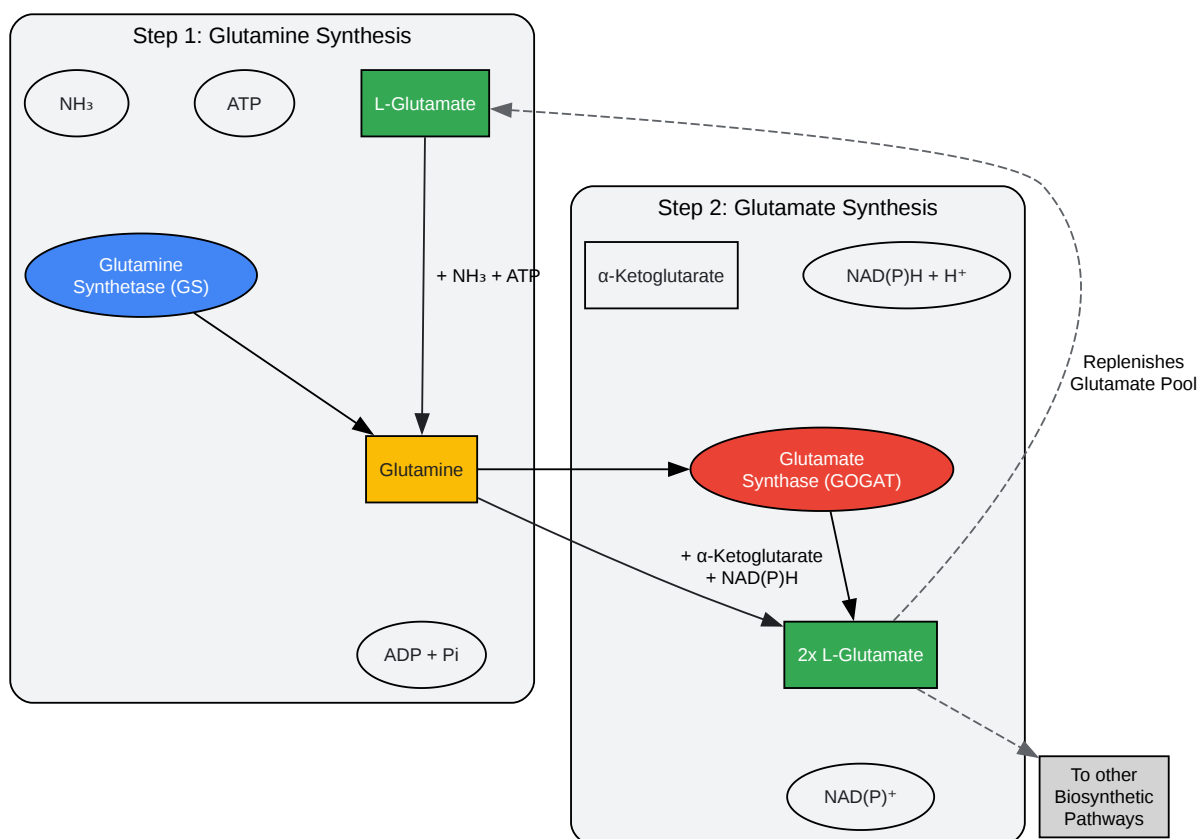 Step 1: Glutamine Synthesis
NH₃
ATP
L-Glutamate
Glutamine
Synthetase (GS)
+ NH₃ + ATP
Glutamine
ADP + Pi
Step 2: Glutamate Synthesis
α-Ketoglutarate
NAD(P)H + H⁺
Glutamate
Synthase (GOGAT)
+ α-Ketoglutarate
+ NAD(P)H
2x L-Glutamate
NAD(P)⁺
Replenishes
Glutamate Pool
To other
Biosynthetic
Pathways